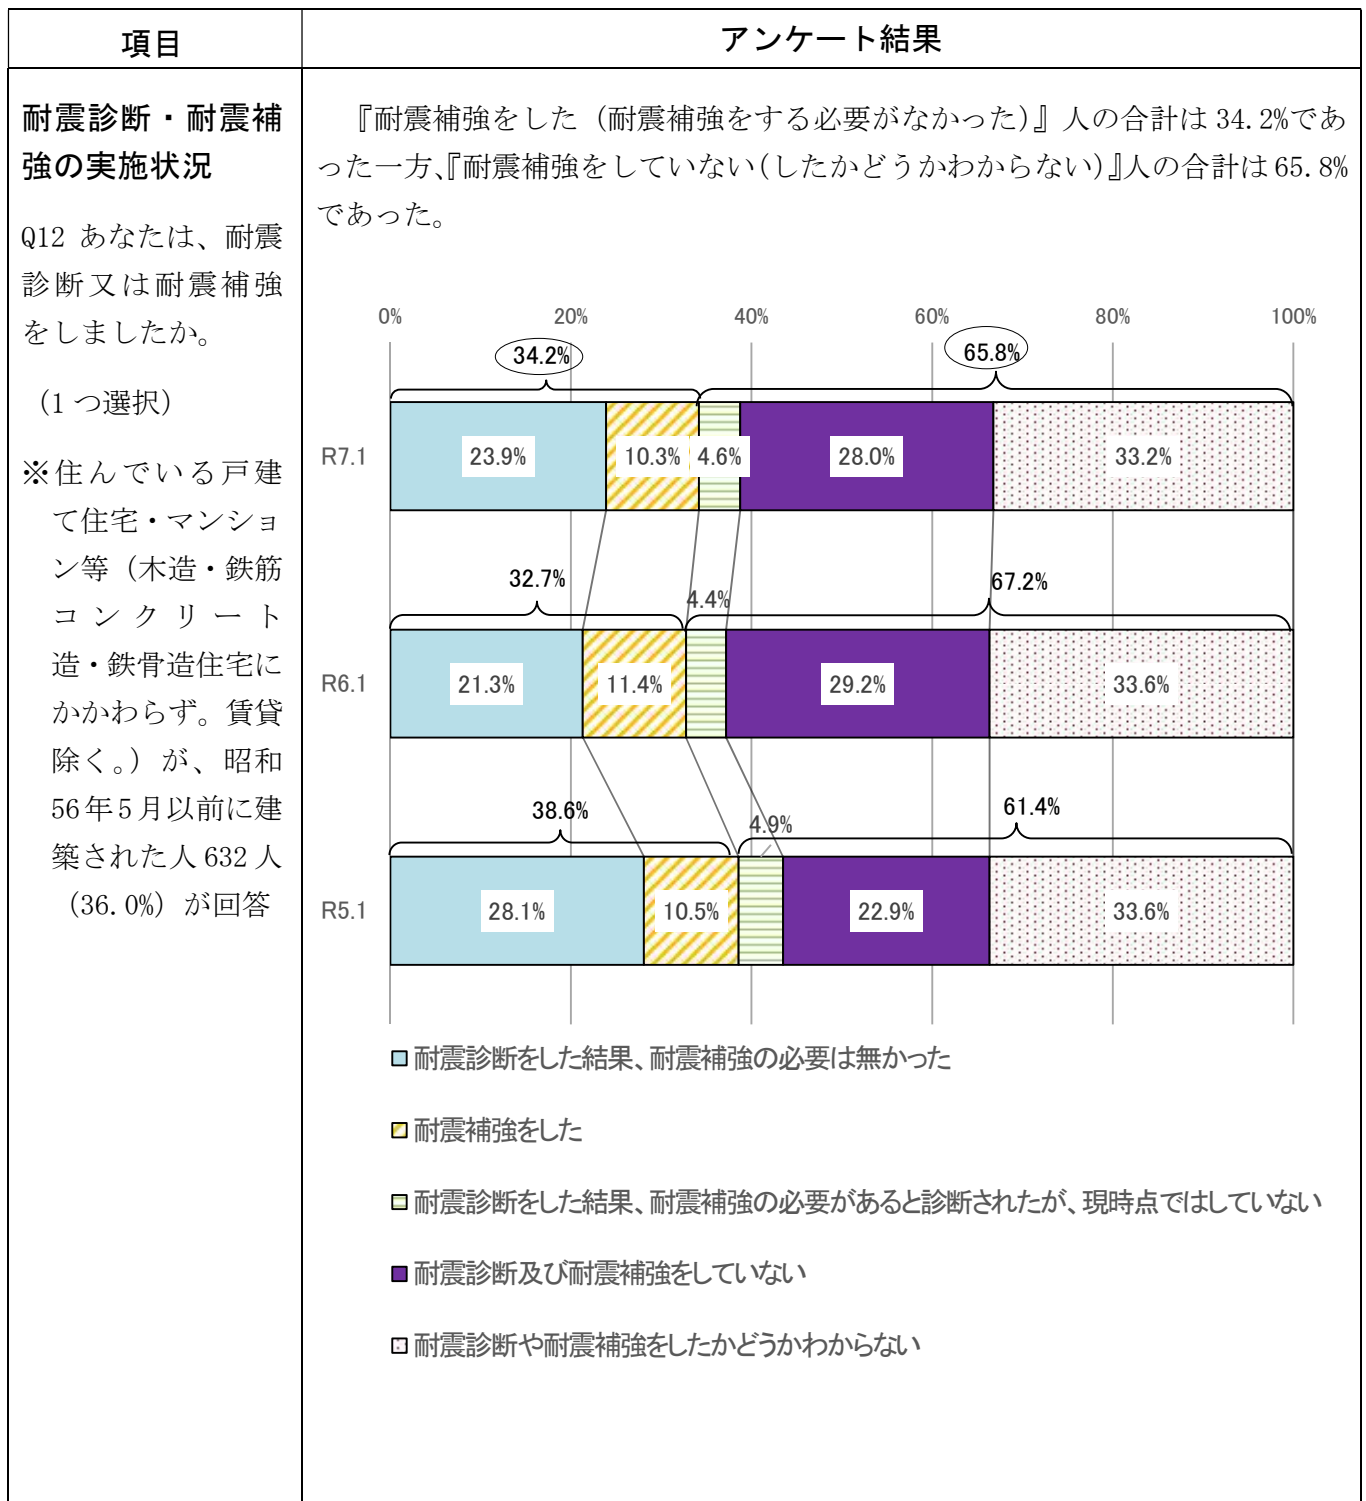 項目
アンケート結果
耐震診断・耐震補
強の実施状況
Q12 あなたは、耐震
診断又は耐震補強
をしましたか。
（1つ選択）
※住んでいる戸建
て住宅・マンショ
ン等（木造・鉄筋
コンクリート
造・鉄骨造住宅に
かかわらず。賃貸
除く。）が、昭和
56年5月以前に建
築された人 632 人
（36.0%）が回答
『耐震補強をした（耐震補強をする必要がなかった）』人の合計は 34.2%であ
った一方、『耐震補強をしていない（したかどうかわからない）』人の合計は 65.8%
であった。
0% 20% 40% 60% 80% 100%
34.2% 65.8%
R7.1 23.9% 10.3% 4.6% 28.0% 33.2%
32.7% 4.4% 67.2%
R6.1 21.3% 11.4% 29.2% 33.6%
38.6% 4.9% 61.4%
R5.1 28.1% 10.5% 22.9% 33.6%
耐震診断をした結果、耐震補強の必要は無かった
耐震補強をした
耐震診断をした結果、耐震補強の必要があると診断されたが、現時点ではしていない
耐震診断及び耐震補強をしていない
耐震診断や耐震補強をしたかどうかわからない